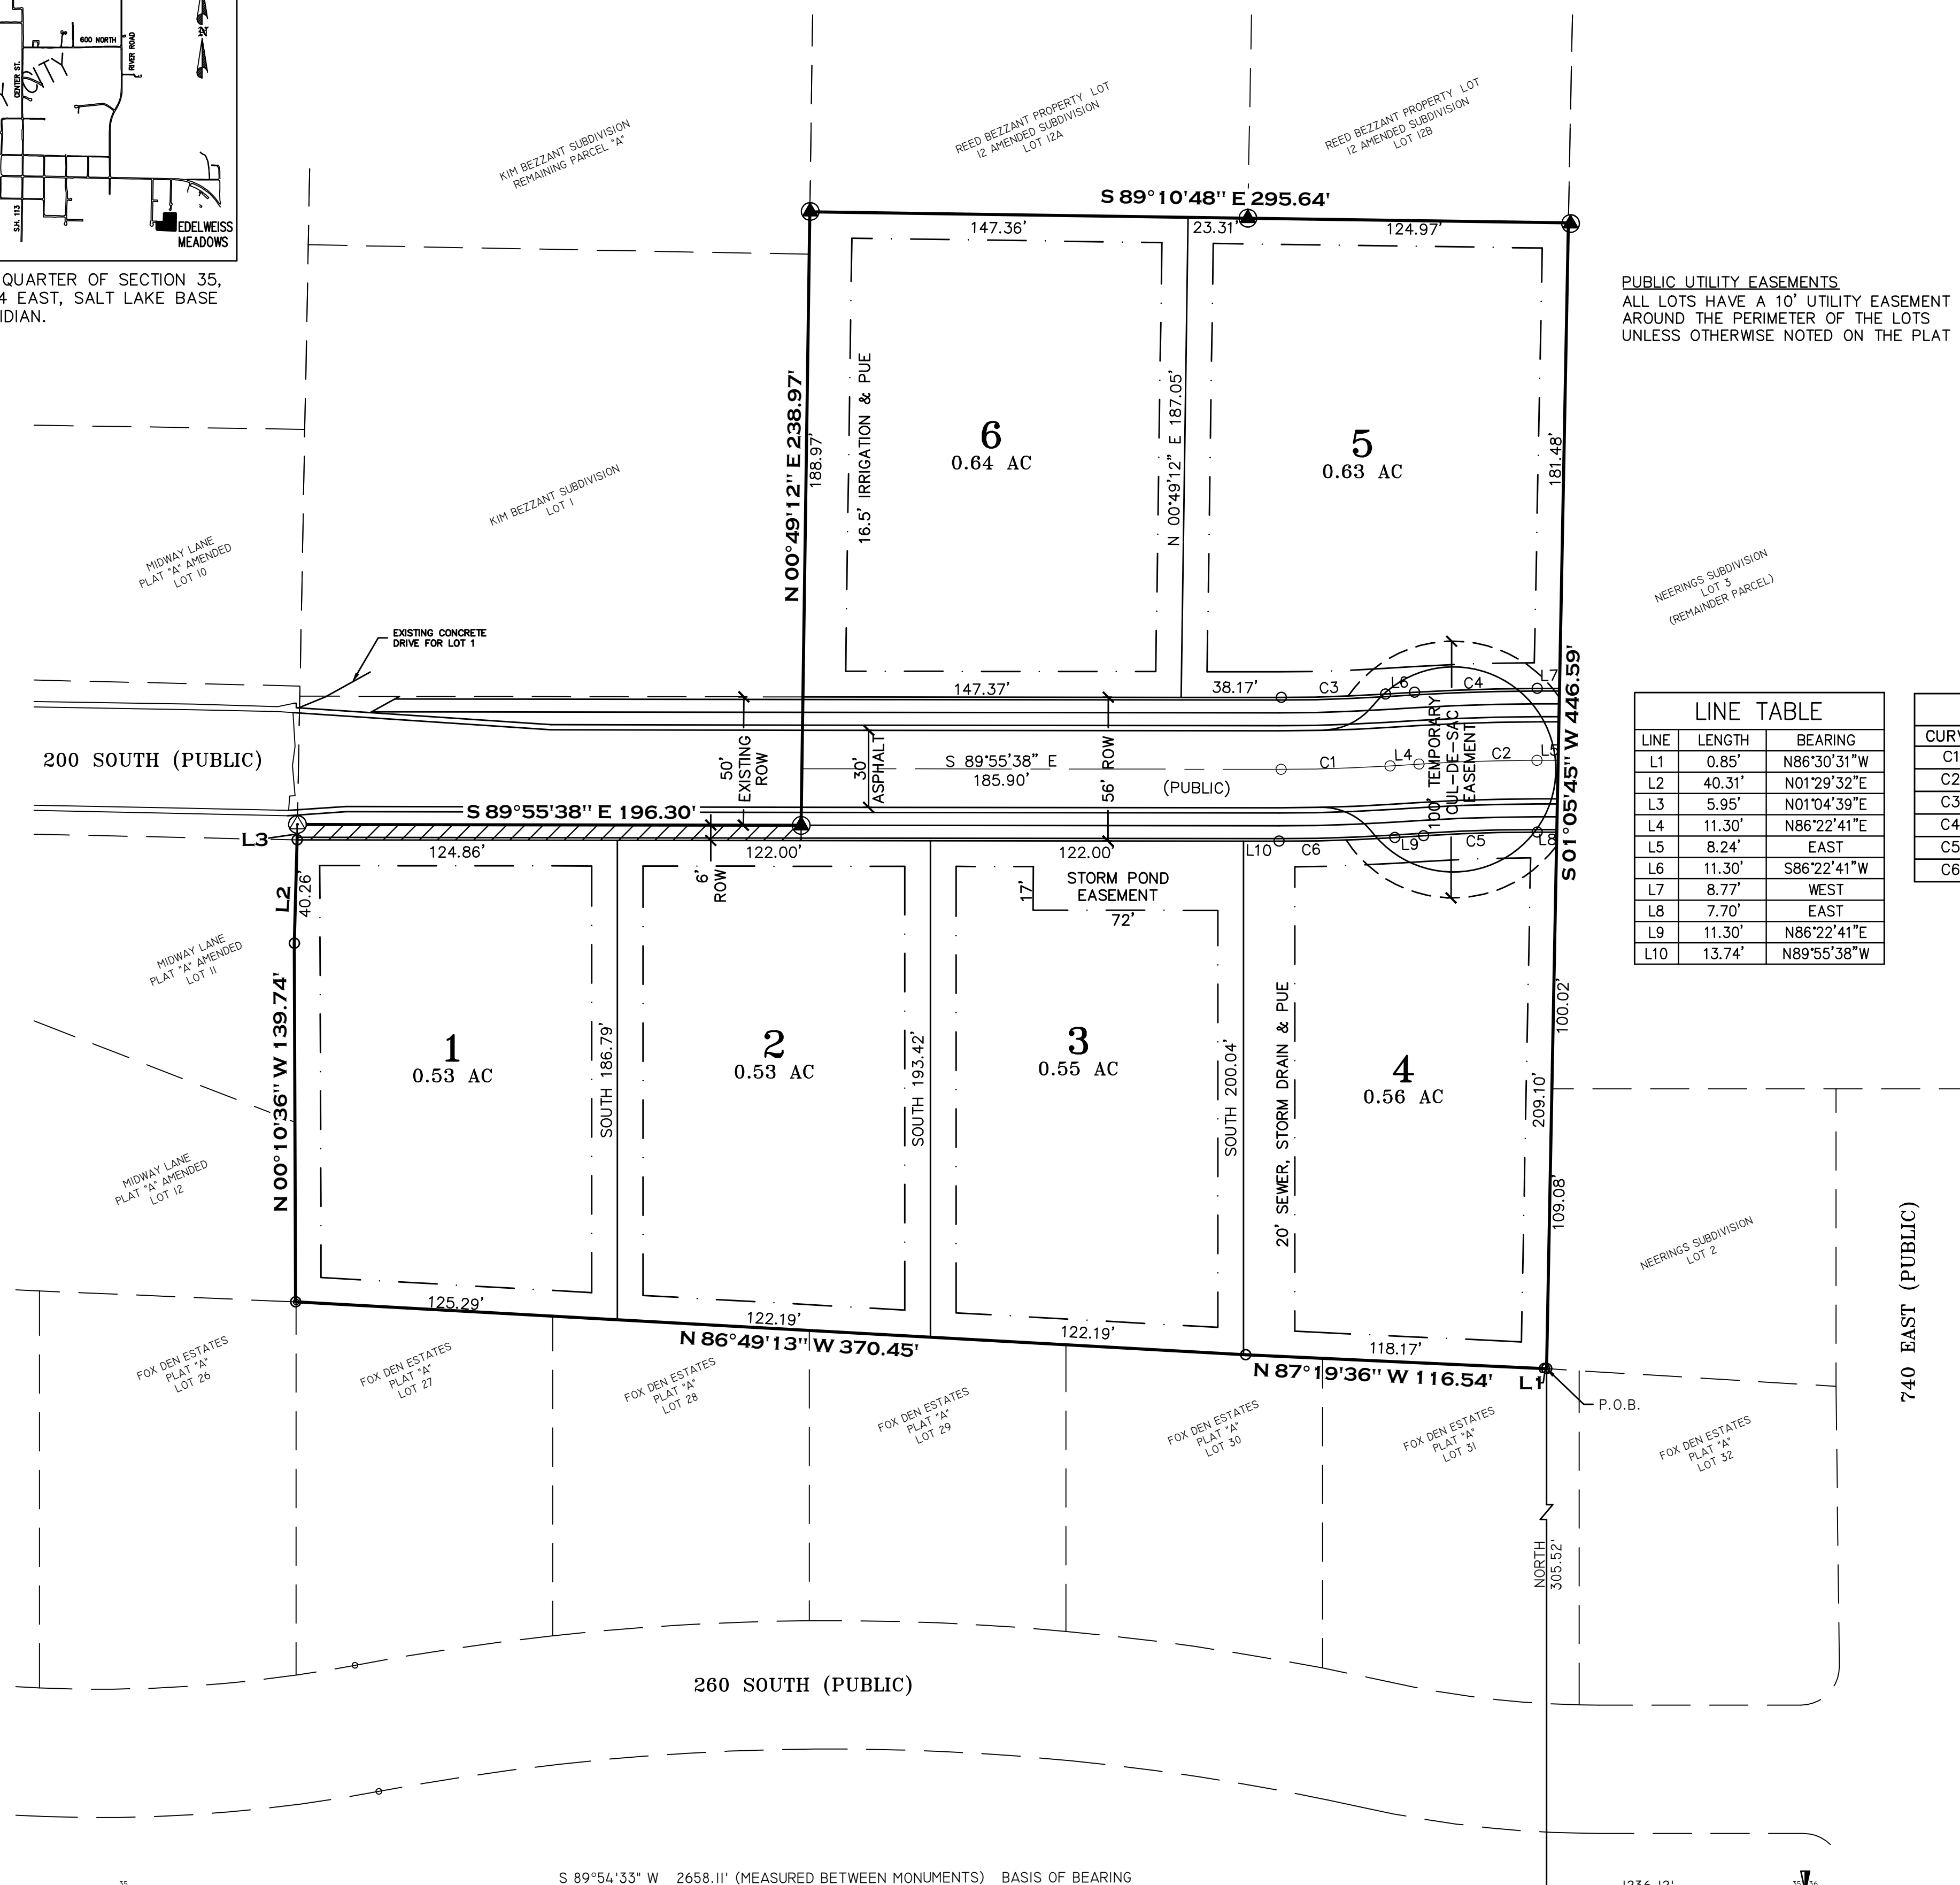 600 NORTH
RIVER ROAD
CENTER ST.
N
S.H. 113
EDELWEISS
MEADOWS
QUARTER OF SECTION 35,
4 EAST, SALT LAKE BASE
IDIAN.
KIM BEZZANT SUBDIVISION
REMAINING PARCEL "A"
REED BEZZANT PROPERTY LOT
12 AMENDED SUBDIVISION
LOT 12A
REED BEZZANT PROPERTY LOT
12 AMENDED SUBDIVISION
LOT 12B
S 89°10'48" E 295.64'
147.36'
23.31'
124.97'
PUBLIC UTILITY EASEMENTS
ALL LOTS HAVE A 10' UTILITY EASEMENT
AROUND THE PERIMETER OF THE LOTS
UNLESS OTHERWISE NOTED ON THE PLAT
N 00°49'12" E 238.97'
188.97'
16.5' IRRIGATION & PUE
6
0.64 AC
N 00°49'12" E 187.05'
5
0.63 AC
181.48'
S 01°05'45" W 446.59'
KIM BEZZANT SUBDIVISION
LOT 1
MIDWAY LANE
PLAT "A" AMENDED
LOT 10
NEERINGS SUBDIVISION
LOT 3
(REMAINDER PARCEL)
EXISTING CONCRETE
DRIVE FOR LOT 1
147.37'
38.17'
C3
L6
C4
L7
200 SOUTH (PUBLIC)
50'
EXISTING
ROW
30'
ASPHALT
S 89°55'38" E
185.90'
56' ROW
(PUBLIC)
C1
L4
C2
L5
100' TEMPORARY
CUL-DE-SAC
EASEMENT
S 89°55'38" E 196.30'
L3
124.86'
122.00'
122.00'
L10
C6
L9
C5
L8
6'
ROW
LINE TABLE
LINE LENGTH BEARING
L1 0.85' N86°30'31"W
L2 40.31' N01°29'32"E
L3 5.95' N01°04'39"E
L4 11.30' N86°22'41"E
L5 8.24' EAST
L6 11.30' S86°22'41"W
L7 8.77' WEST
L8 7.70' EAST
L9 11.30' N86°22'41"E
L10 13.74' N89°55'38"W
CURV
C1
C2
C3
C4
C5
C6
L2
40.26'
17'
STORM POND
EASEMENT
72'
MIDWAY LANE
PLAT "A" AMENDED
LOT 11
N 00°10'36" W 139.74'
1
0.53 AC
SOUTH 186.79'
2
0.53 AC
SOUTH 193.42'
3
0.55 AC
SOUTH 200.04'
20' SEWER, STORM DRAIN & PUE
4
0.56 AC
100.02'
209.10'
109.08'
MIDWAY LANE
PLAT "A" AMENDED
LOT 12
NEERINGS SUBDIVISION
LOT 2
740 EAST (PUBLIC)
125.29'
122.19'
122.19'
118.17'
N 86°49'13" W 370.45'
N 87°19'36" W 116.54'
L1
P.O.B.
FOX DEN ESTATES
PLAT "A"
LOT 26
FOX DEN ESTATES
PLAT "A"
LOT 27
FOX DEN ESTATES
PLAT "A"
LOT 28
FOX DEN ESTATES
PLAT "A"
LOT 29
FOX DEN ESTATES
PLAT "A"
LOT 30
FOX DEN ESTATES
PLAT "A"
LOT 31
FOX DEN ESTATES
PLAT "A"
LOT 32
NORTH
305.52'
260 SOUTH (PUBLIC)
S 89°54'33" W 2658.11' (MEASURED BETWEEN MONUMENTS) BASIS OF BEARING